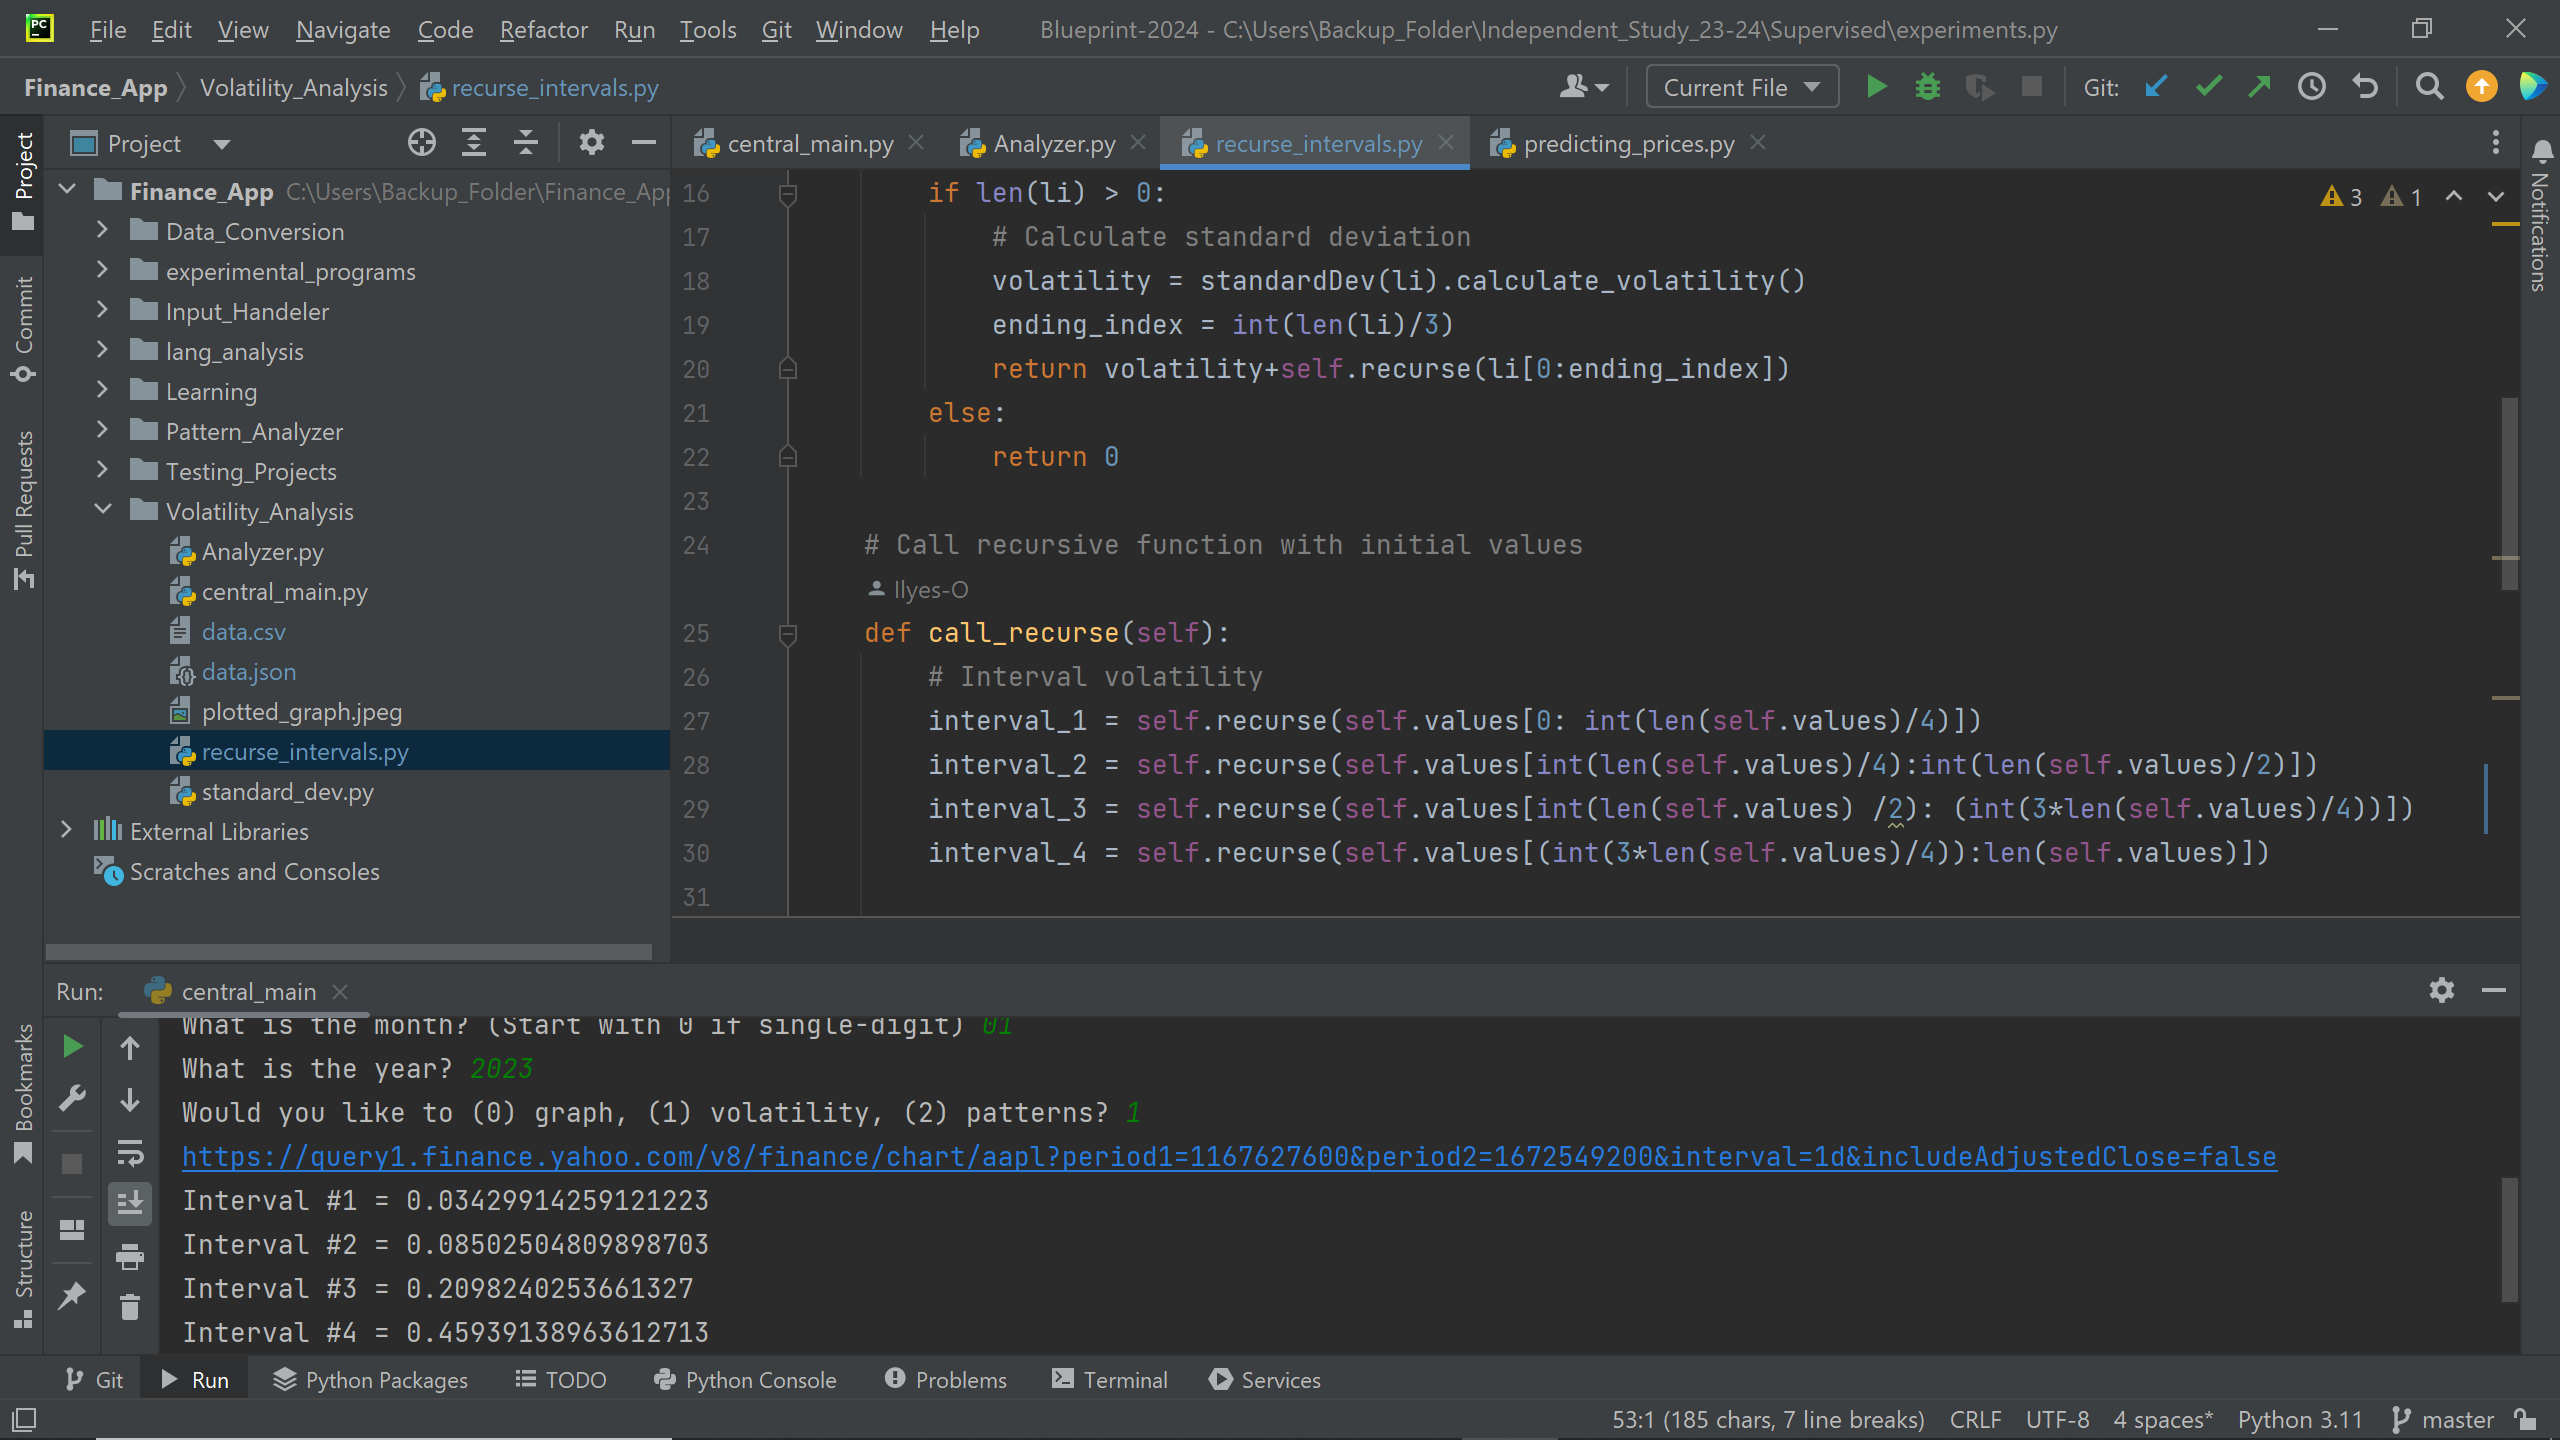 PC
File Edit View Navigate Code Refactor Run Tools Git Window Help Blueprint-2024 - C:\Users\Backup_Folder\Independent_Study_23-24\Supervised\experiments.py
Finance_App Volatility_Analysis recurse_intervals.py Current File Git:
Project
central_main.py Analyzer.py recurse_intervals.py predicting_prices.py
Project
Commit
Pull Requests
Bookmarks
Structure
Notifications
Finance_App C:\Users\Backup_Folder\Finance_App
Data_Conversion
experimental_programs
Input_Handeler
lang_analysis
Learning
Pattern_Analyzer
Testing_Projects
Volatility_Analysis
Analyzer.py
central_main.py
data.csv
data.json
plotted_graph.jpeg
recurse_intervals.py
standard_dev.py
External Libraries
Scratches and Consoles
3 1
16 if len(li) > 0:
17 # Calculate standard deviation
18 volatility = standardDev(li).calculate_volatility()
19 ending_index = int(len(li)/3)
20 return volatility+self.recurse(li[0:ending_index])
21 else:
22 return 0
23
24 # Call recursive function with initial values
Ilyes-O
25 def call_recurse(self):
26 # Interval volatility
27 interval_1 = self.recurse(self.values[0: int(len(self.values)/4)])
28 interval_2 = self.recurse(self.values[int(len(self.values)/4):int(len(self.values)/2)])
29 interval_3 = self.recurse(self.values[int(len(self.values) /2): (int(3*len(self.values)/4))])
30 interval_4 = self.recurse(self.values[(int(3*len(self.values)/4)):len(self.values)])
31
Run: central_main
What is the month? (Start with 0 if single-digit) 01
What is the year? 2023
Would you like to (0) graph, (1) volatility, (2) patterns? 1
https://query1.finance.yahoo.com/v8/finance/chart/aapl?period1=1167627600&period2=1672549200&interval=1d&includeAdjustedClose=false
Interval #1 = 0.03429914259121223
Interval #2 = 0.08502504809898703
Interval #3 = 0.2098240253661327
Interval #4 = 0.45939138963612713
Git Run Python Packages TODO Python Console Problems Terminal Services
53:1 (185 chars, 7 line breaks) CRLF UTF-8 4 spaces* Python 3.11 master